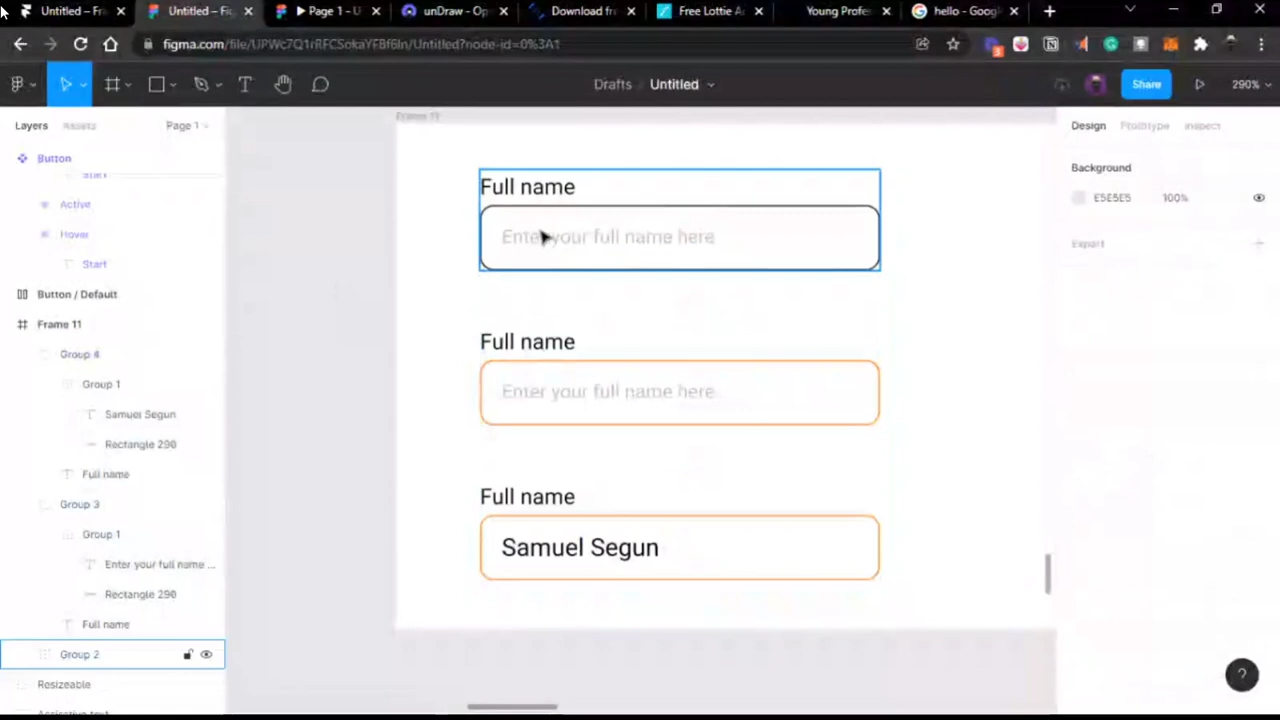 Untitled – Fra
Untitled – Fig
Page 1 – U
unDraw - Op
Download fr
Free Lottie A
Young Profes
hello - Googl
figma.com/file/UPWc7Q1rRFCSokaYFBf6In/Untitled?node-id=0%3A1
3
Drafts / Untitled
Share
290%
Layers
Assets
Page 1
Button
Start
Active
Hover
Start
Button / Default
Frame 11
Group 4
Group 1
Samuel Segun
Rectangle 290
Full name
Group 3
Group 1
Enter your full name ...
Rectangle 290
Full name
Group 2
Resizeable
Frame 11
Full name
Enter your full name here
Full name
Enter your full name here
Full name
Samuel Segun
Design
Prototype
Inspect
Background
E5E5E5
100%
Export
?